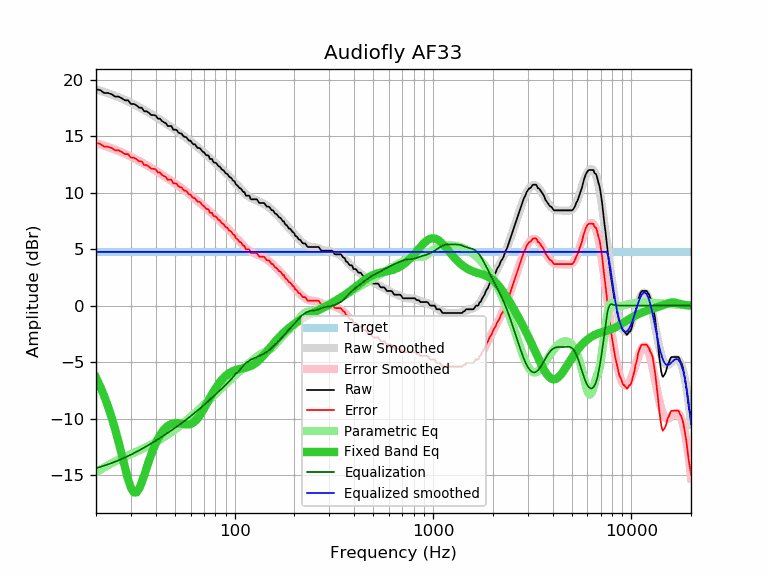 Audiofly AF33
20
15
10
5
0
−5
−10
−15
Amplitude (dBr)
Target
Raw Smoothed
Error Smoothed
Raw
Error
Parametric Eq
Fixed Band Eq
Equalization
Equalized smoothed
100
1000
10000
Frequency (Hz)